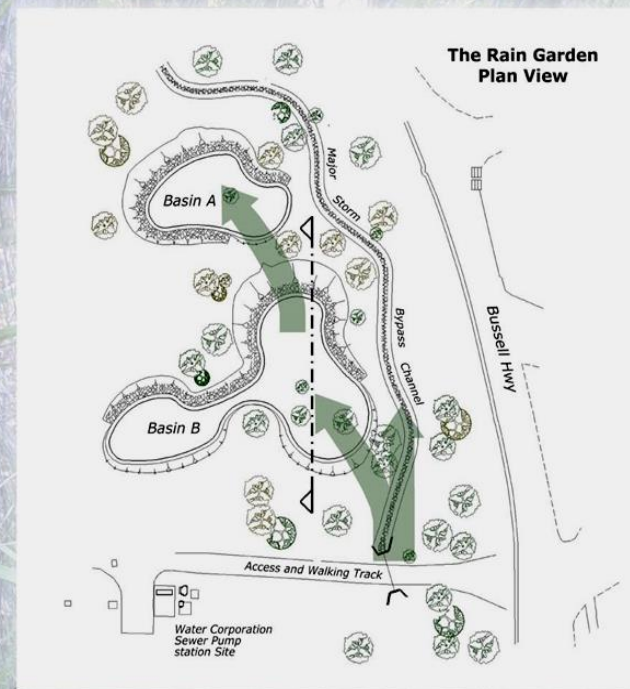 The Rain Garden
Plan View
Major
Storm
Basin A
Bypass
Channel
Bussell Hwy
Basin B
Access and Walking Track
Water Corporation
Sewer Pump
station Site